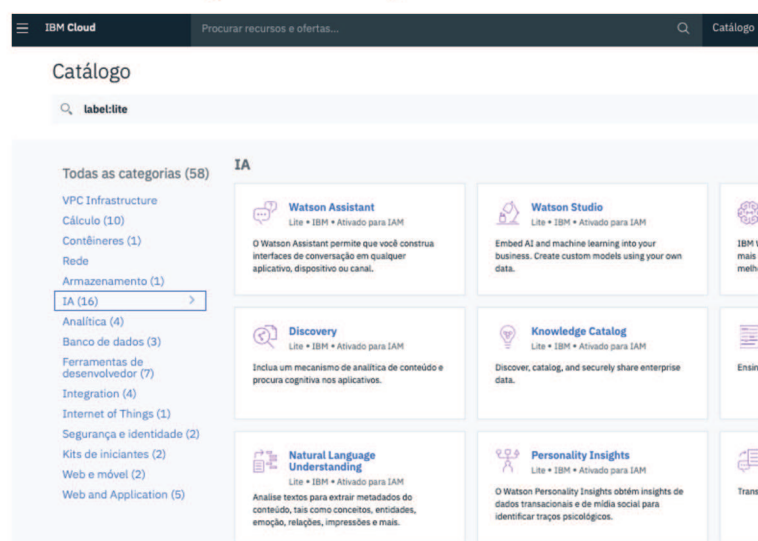 IBM Cloud
Procurar recursos e ofertas...
Catálogo
Catálogo
label:lite
Todas as categorias (58)
VPC Infrastructure
Cálculo (10)
Contêineres (1)
Rede
Armazenamento (1)
IA (16)
Analítica (4)
Banco de dados (3)
Ferramentas de
desenvolvedor (7)
Integration (4)
Internet of Things (1)
Segurança e identidade (2)
Kits de iniciantes (2)
Web e móvel (2)
Web and Application (5)
IA
Watson Assistant
Lite • IBM • Ativado para IAM
O Watson Assistant permite que você construa
interfaces de conversação em qualquer
aplicativo, dispositivo ou canal.
Watson Studio
Lite • IBM • Ativado para IAM
Embed AI and machine learning into your
business. Create custom models using your own
data.
IBM
mais
Discovery
Lite • IBM • Ativado para IAM
Inclua um mecanismo de analítica de conteúdo e
procura cognitiva nos aplicativos.
Knowledge Catalog
Lite • IBM • Ativado para IAM
Discover, catalog, and securely share enterprise
data.
Natural Language
Understanding
Lite • IBM • Ativado para IAM
Analise textos para extrair metadados do
conteúdo, tais como conceitos, entidades,
emoção, relações, impressões e mais.
Personality Insights
Lite • IBM • Ativado para IAM
O Watson Personality Insights obtém insights de
dados transacionais e de mídia social para
identificar traços psicológicos.